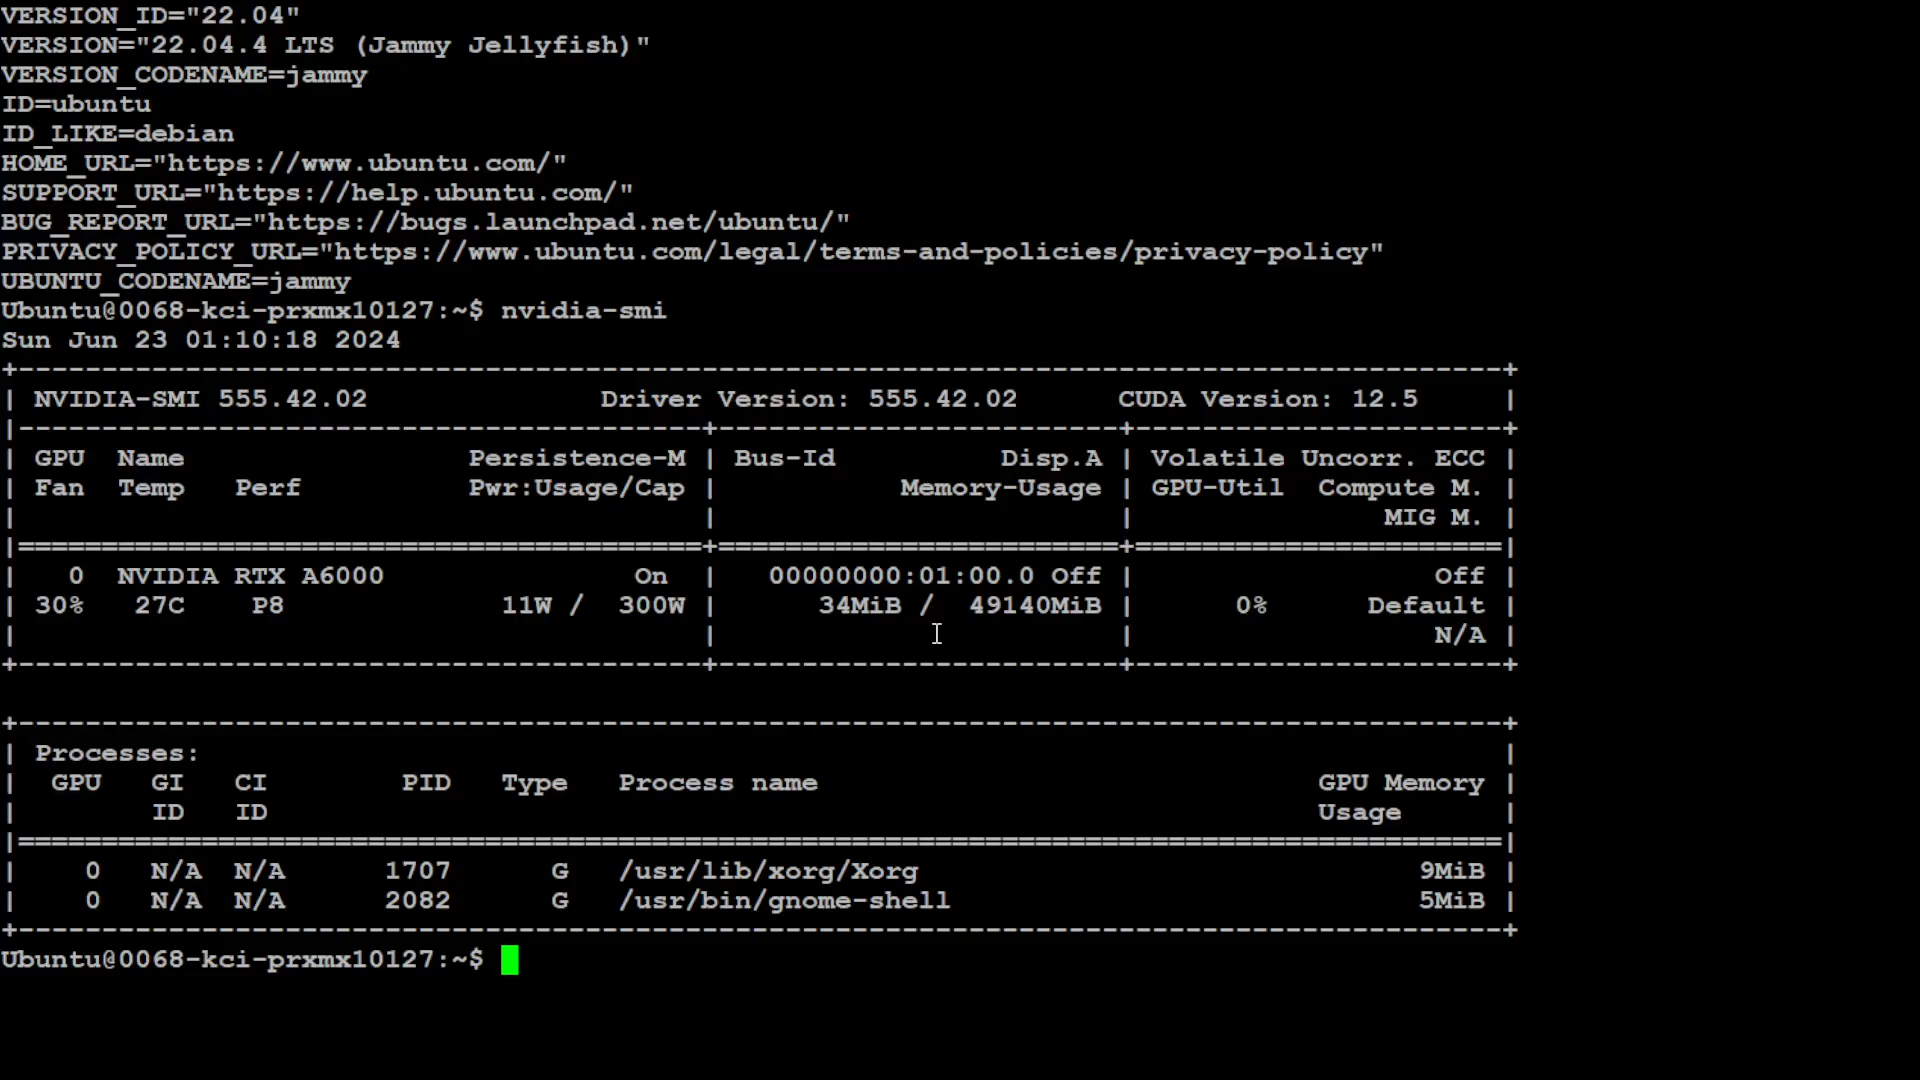 VERSION_ID="22.04"
VERSION="22.04.4 LTS (Jammy Jellyfish)"
VERSION_CODENAME=jammy
ID=ubuntu
ID_LIKE=debian
HOME_URL="https://www.ubuntu.com/"
SUPPORT_URL="https://help.ubuntu.com/"
BUG_REPORT_URL="https://bugs.launchpad.net/ubuntu/"
PRIVACY_POLICY_URL="https://www.ubuntu.com/legal/terms-and-policies/privacy-policy"
UBUNTU_CODENAME=jammy
Ubuntu@0068-kci-prxmx10127:~$ nvidia-smi
Sun Jun 23 01:10:18 2024
+-----------------------------------------------------------------------------------------+
| NVIDIA-SMI 555.42.02              Driver Version: 555.42.02      CUDA Version: 12.5     |
|-----------------------------------------+------------------------+----------------------+
| GPU  Name                 Persistence-M | Bus-Id          Disp.A | Volatile Uncorr. ECC |
| Fan  Temp   Perf          Pwr:Usage/Cap |           Memory-Usage | GPU-Util  Compute M. |
|                                         |                        |               MIG M. |
|=========================================+========================+======================|
|   0  NVIDIA RTX A6000               On  |   00000000:01:00.0 Off |                  Off |
| 30%   27C    P8             11W /  300W |      34MiB /  49140MiB |      0%      Default |
|                                         |                        |                  N/A |
+-----------------------------------------+------------------------+----------------------+
+-----------------------------------------------------------------------------------------+
| Processes:                                                                              |
|  GPU   GI   CI        PID   Type   Process name                              GPU Memory |
|        ID   ID                                                               Usage      |
|=========================================================================================|
|    0   N/A  N/A      1707      G   /usr/lib/xorg/Xorg                              9MiB |
|    0   N/A  N/A      2082      G   /usr/bin/gnome-shell                            5MiB |
+-----------------------------------------------------------------------------------------+
Ubuntu@0068-kci-prxmx10127:~$